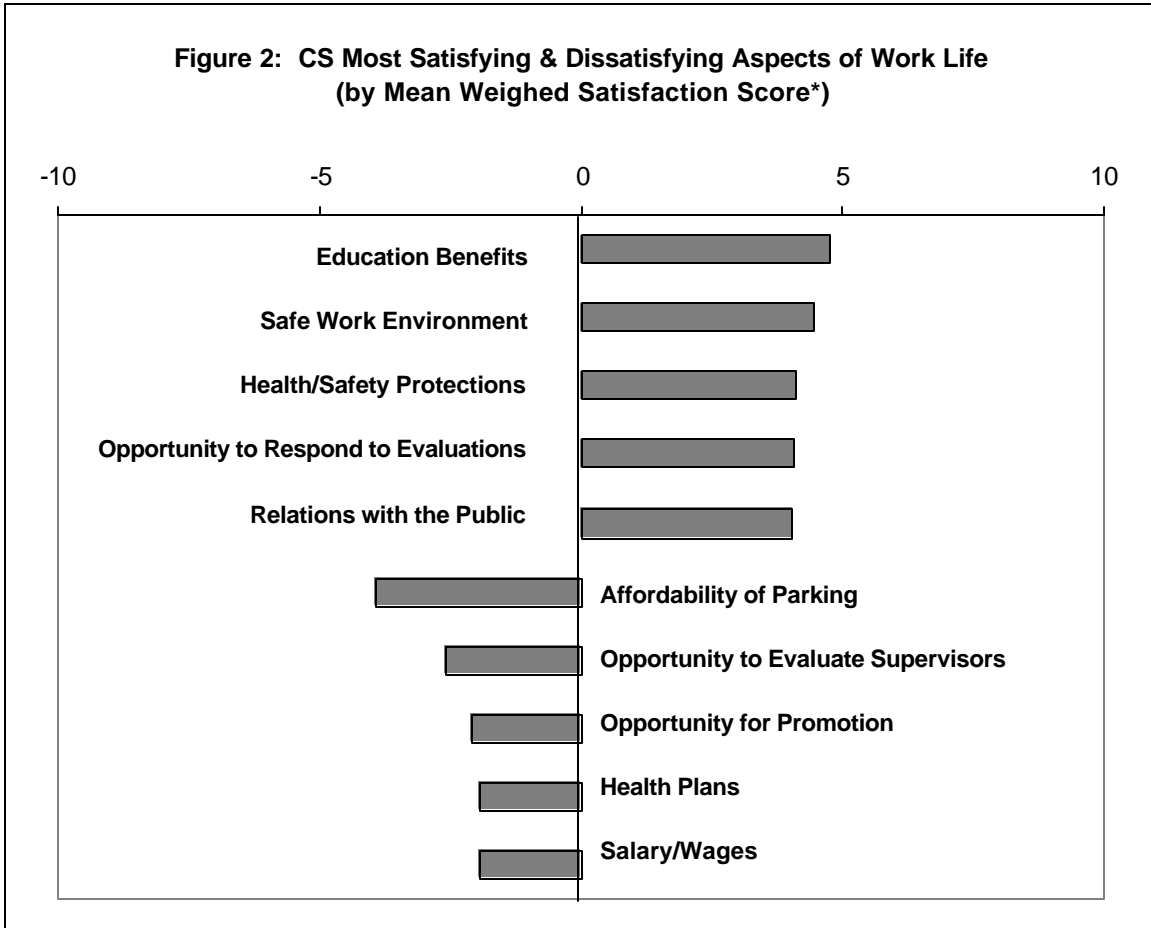 Figure 2: CS Most Satisfying & Dissatisfying Aspects of Work Life
(by Mean Weighed Satisfaction Score*)
-10 -5 0 5 10
Education Benefits
Safe Work Environment
Health/Safety Protections
Opportunity to Respond to Evaluations
Relations with the Public
Affordability of Parking
Opportunity to Evaluate Supervisors
Opportunity for Promotion
Health Plans
Salary/Wages